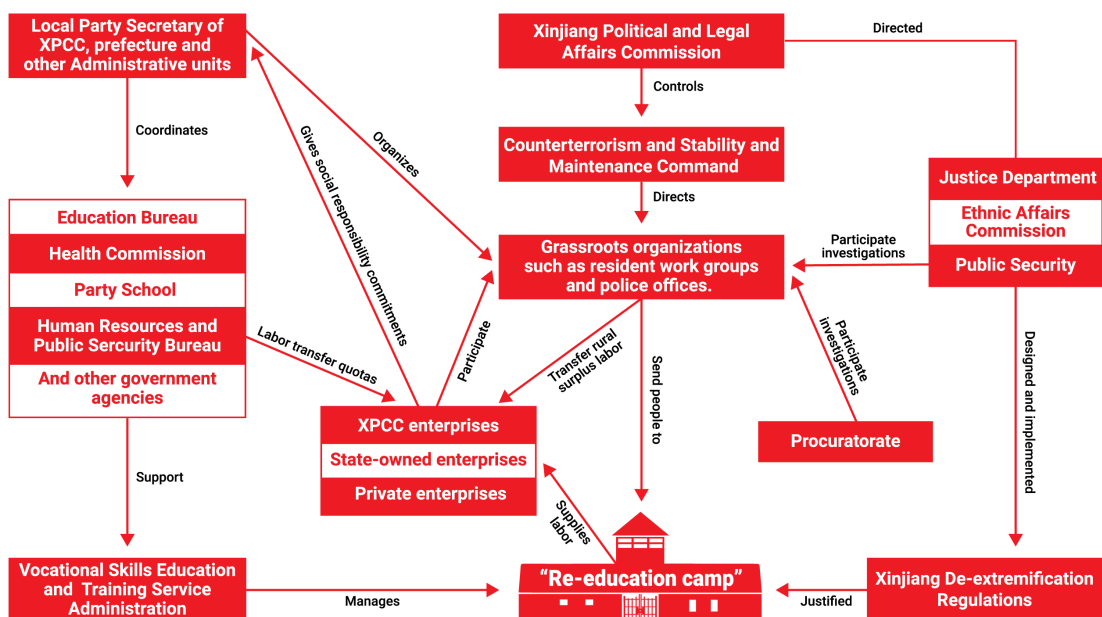 Local Party Secretary of
XPCC, prefecture and
other Administrative units
Xinjiang Political and Legal
Affairs Commission
Directed
Controls
Coordinates
Gives social responsibility commitments
Organizes
Counterterrorism and Stability and
Maintenance Command
Directs
Justice Department
Ethnic Affairs
Commission
Public Security
Education Bureau
Health Commission
Party School
Human Resources and
Public Sercurity Bureau
And other government
agencies
Grassroots organizations
such as resident work groups
and police offices.
Participate
investigations
Labor transfer quotas
Participate
Transfer rural
surplus labor
Send people to
Participate
investigations
Designed and implemented
XPCC enterprises
State-owned enterprises
Private enterprises
Procuratorate
Support
Supplies
labor
Vocational Skills Education
and Training Service
Administration
Manages
“Re-education camp”
Justified
Xinjiang De-extremification
Regulations